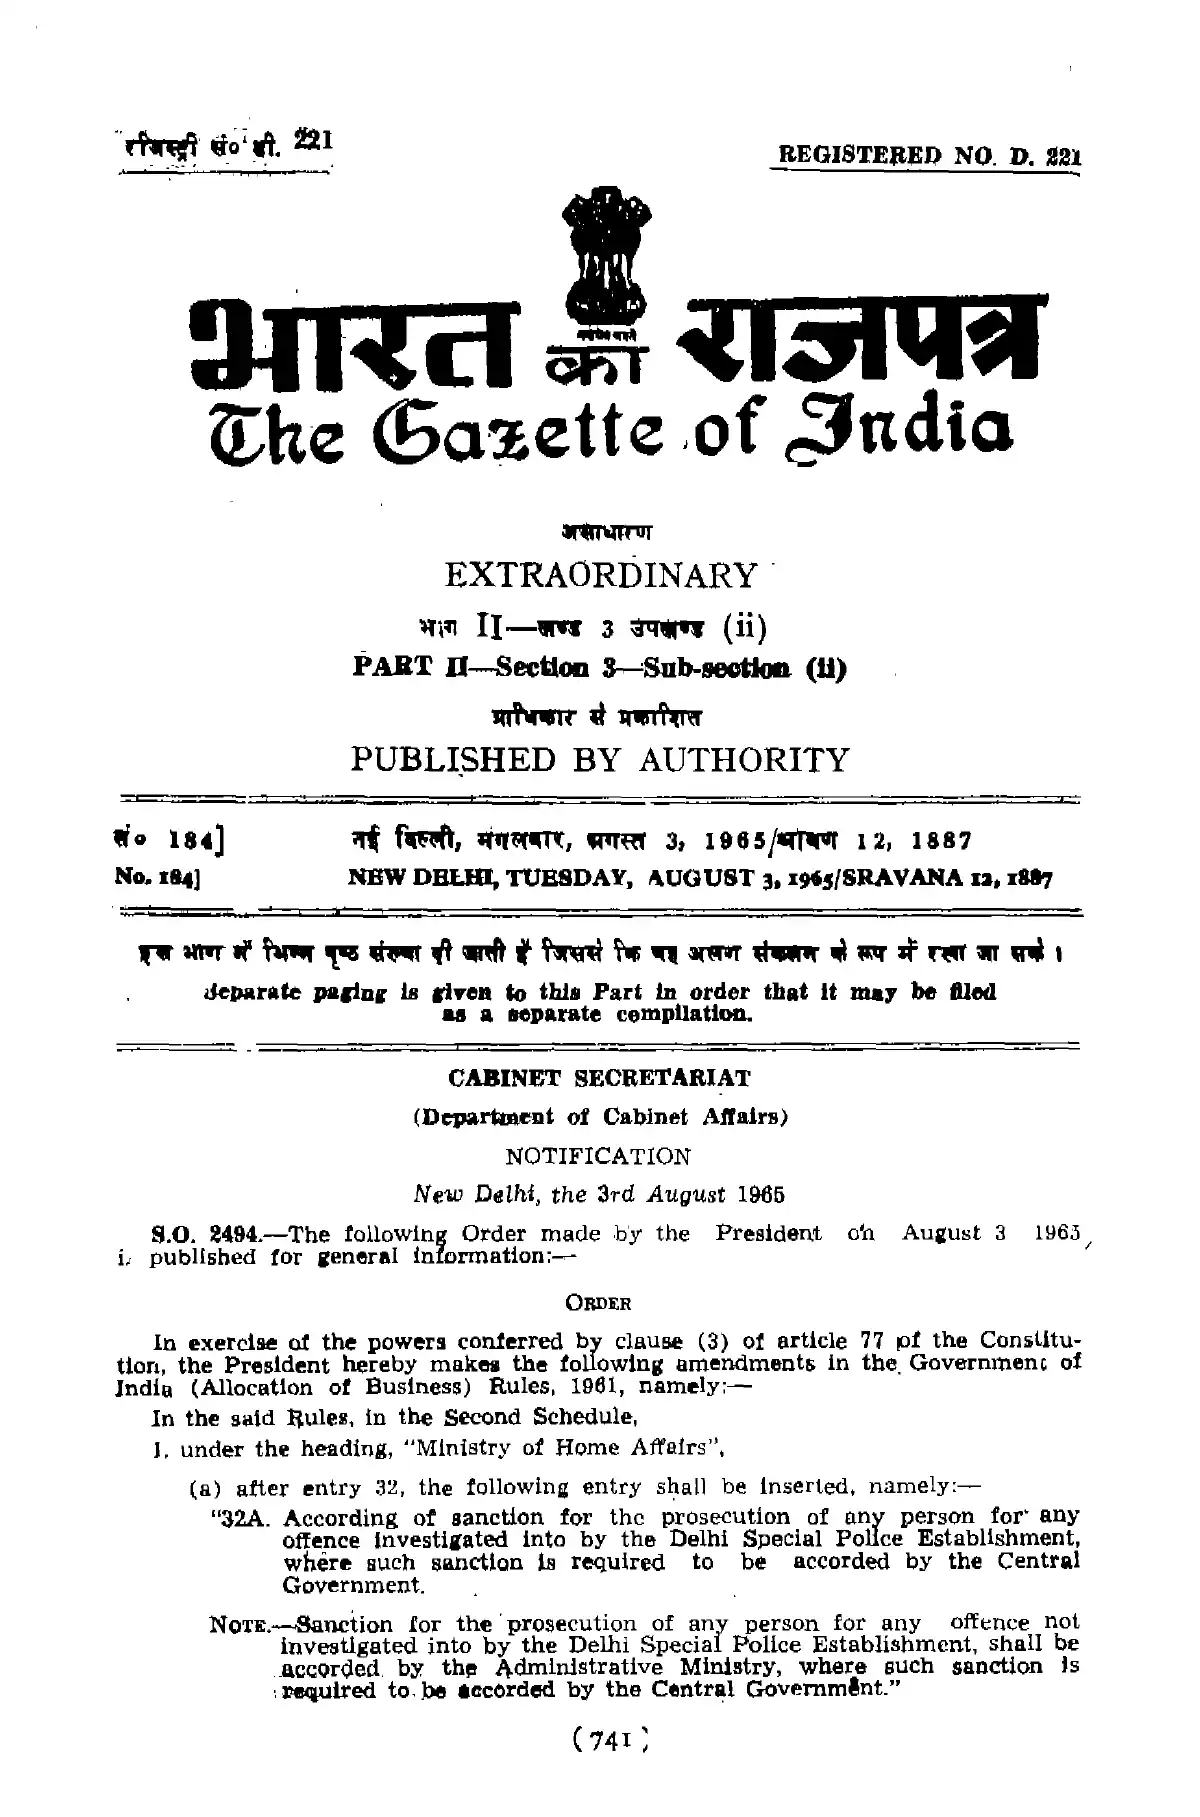 रजिस्ट्री सं० डी. 221
REGISTERED NO. D. 221
भारत का राजपत्र
The Gazette of India
असाधारण
EXTRAORDINARY
भाग II—खण्ड 3 उपखण्ड (ii)
PART II—Section 3—Sub-section (ii)
प्राधिकार से प्रकाशित
PUBLISHED BY AUTHORITY
सं० 184] नई दिल्ली, मंगलवार, अगस्त 3, 1965/श्रावण 12, 1887
No. 184] NEW DELHI, TUESDAY, AUGUST 3, 1965/SRAVANA 12, 1887
इस भाग में भिन्न पृष्ठ संख्या दी जाती है जिससे कि यह अलग संकलन के रूप में रखा जा सके ।
Separate paging is given to this Part in order that it may be filed
as a separate compilation.
CABINET SECRETARIAT
(Department of Cabinet Affairs)
NOTIFICATION
New Delhi, the 3rd August 1965
S.O. 2494.—The following Order made by the President on August 3 1965,
is published for general information:—
ORDER
In exercise of the powers conferred by clause (3) of article 77 of the Constitu-
tion, the President hereby makes the following amendments in the Government of
India (Allocation of Business) Rules, 1961, namely:—
In the said Rules, in the Second Schedule,
1. under the heading, "Ministry of Home Affairs",
(a) after entry 32, the following entry shall be inserted, namely:—
"32A. According of sanction for the prosecution of any person for any
offence investigated into by the Delhi Special Police Establishment,
where such sanction is required to be accorded by the Central
Government.
NOTE.—Sanction for the prosecution of any person for any offence not
investigated into by the Delhi Special Police Establishment, shall be
accorded by the Administrative Ministry, where such sanction is
required to be accorded by the Central Government."
(741)